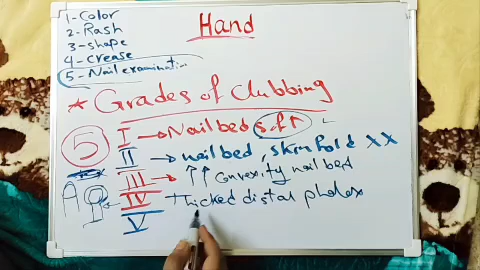 Hand
1-Color
2-Rash
3-shape
4-crease
5-Nail examination
* Grades of clubbing
5
I → Nail bed soft
II → nail bed, skin fold XX
III → ↑↑ Convexity nail bed
IV Thicked distal phalex
V